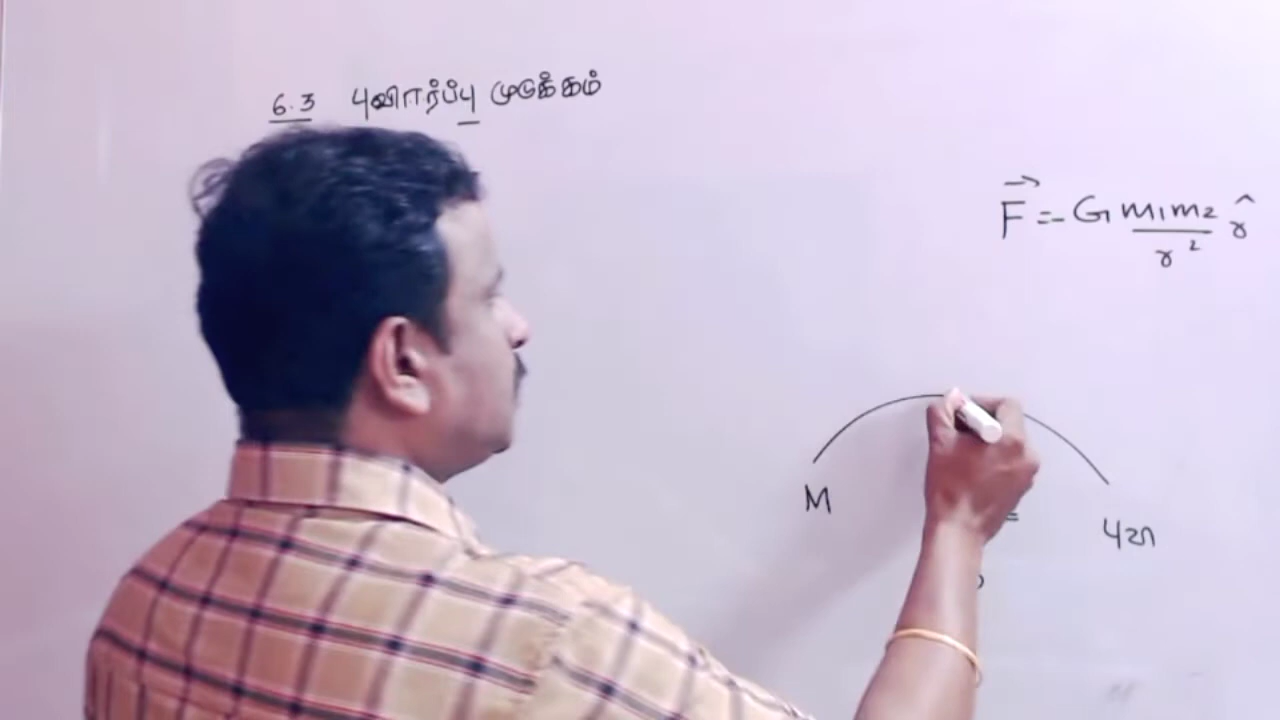 6.3 புவிஈர்ப்பு முடுக்கம்
F⃗ = - G m₁m₂ / r² r̂
M
புவி